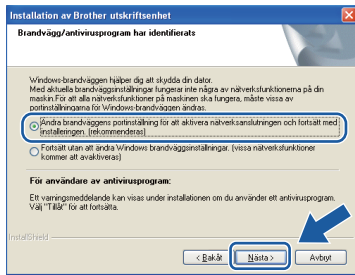 Installation av Brother utskriftsenhet
Brandvägg/antivirusprogram har identifierats
Windows-brandväggen hjälper dig att skydda din dator.
Med aktuella brandväggsinställningar fungerar inte några av nätverksfunktionerna på din
maskin.För att alla nätverksfunktioner på maskinen ska fungera, måste vissa av
portinställningarna för Windows-brandväggen ändras.
Ändra brandväggens portinställning för att aktivera nätverksanslutningen och fortsätt med
installeringen. (rekommenderas)
Fortsätt utan att ändra Windows brandväggsinställningar. (vissa nätverksfunktioner
kommer att avaktiveras)
För användare av antivirusprogram:
Ett varningsmeddelande kan visas under installationen om du använder ett antivirusprogram.
Välj "Tillåt" för att fortsätta.
InstallShield
< Bakåt
Nästa >
Avbryt